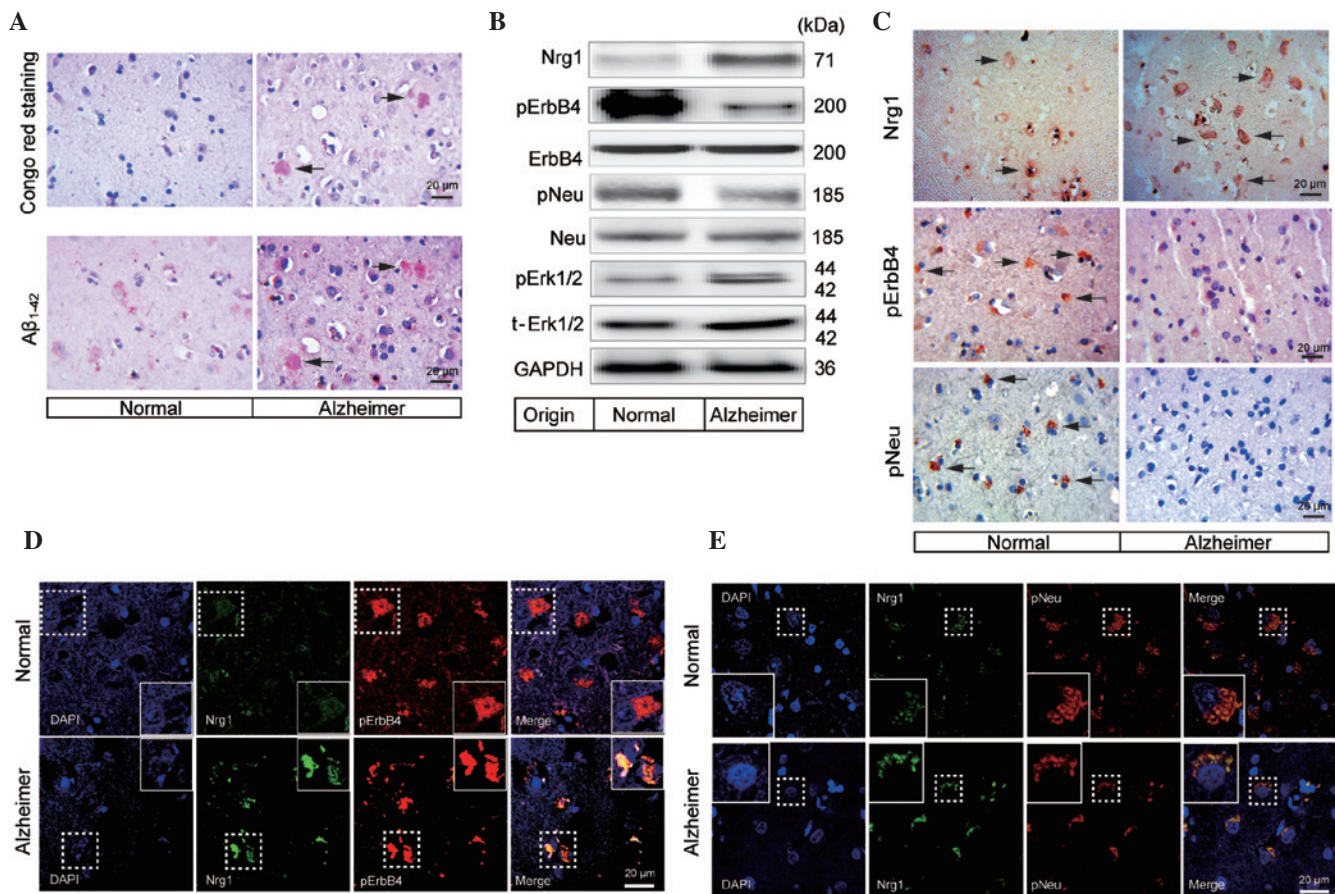 A
Congo red staining
20 µm
Aβ1-42
20 µm
Normal Alzheimer
B
(kDa)
Nrg1 71
pErbB4 200
ErbB4 200
pNeu 185
Neu 185
pErk1/2 44
42
t-Erk1/2 44
42
GAPDH 36
Origin Normal Alzheimer
C
Nrg1
20 µm
pErbB4
20 µm
pNeu
20 µm
Normal Alzheimer
D
Normal
DAPI Nrg1 pErbB4 Merge
Alzheimer
DAPI Nrg1 pErbB4 Merge
20 µm
E
Normal
DAPI Nrg1 pNeu Merge
Alzheimer
DAPI Nrg1 pNeu Merge
20 µm